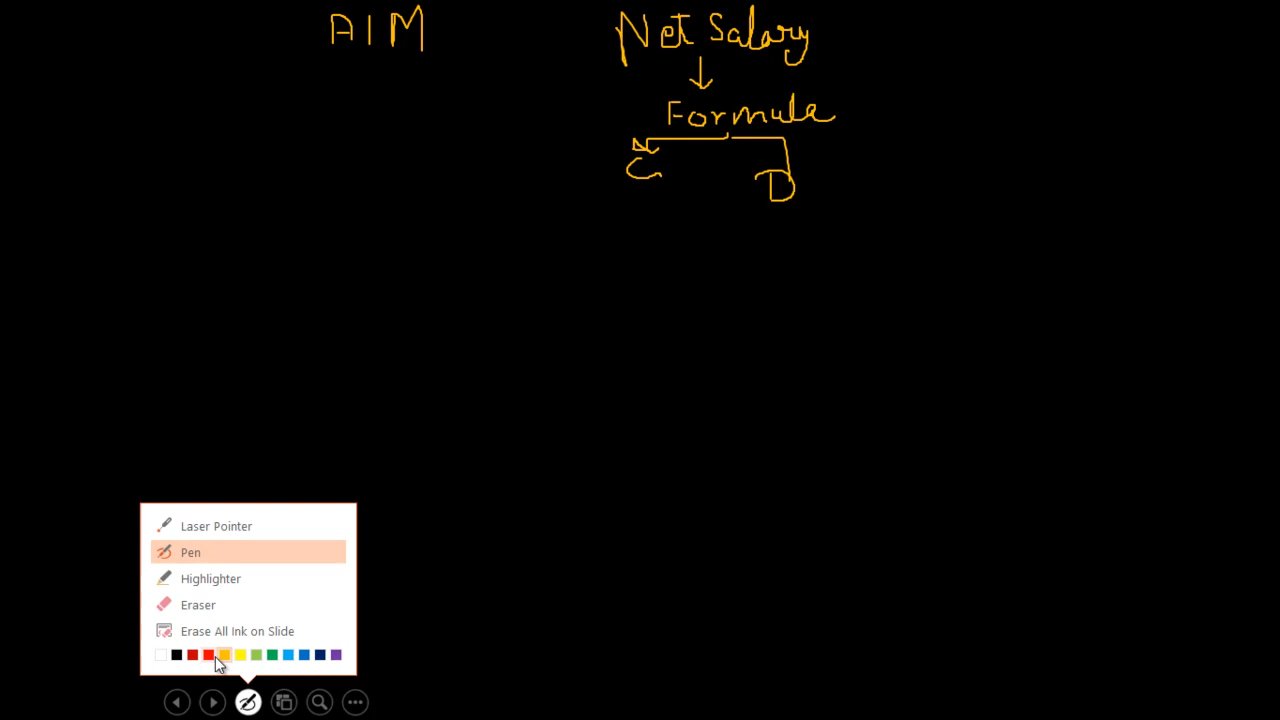 AIM Net Salary
Formula
C D
Laser Pointer
Pen
Highlighter
Eraser
Erase All Ink on Slide